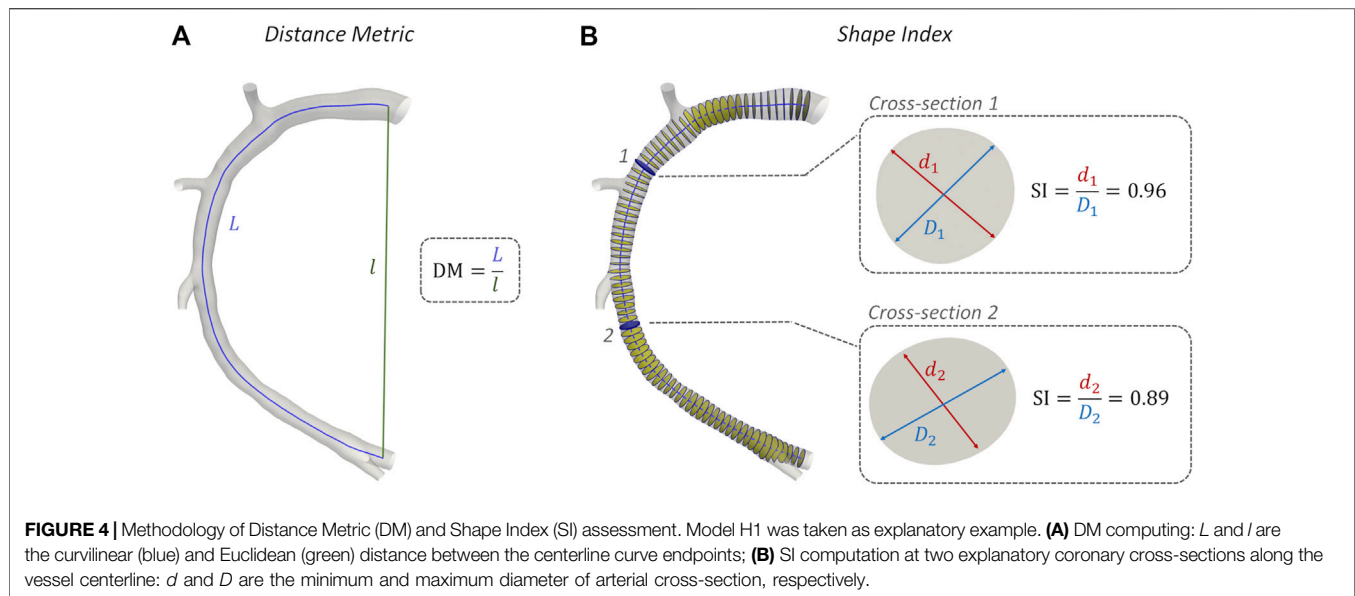 A Distance Metric
L
l
DM = L/l
B Shape Index
1
2
Cross-section 1
d₁
D₁
SI = d₁/D₁ = 0.96
Cross-section 2
d₂
D₂
SI = d₂/D₂ = 0.89
FIGURE 4 | Methodology of Distance Metric (DM) and Shape Index (SI) assessment. Model H1 was taken as explanatory example. (A) DM computing: L and l are
the curvilinear (blue) and Euclidean (green) distance between the centerline curve endpoints; (B) SI computation at two explanatory coronary cross-sections along the
vessel centerline: d and D are the minimum and maximum diameter of arterial cross-section, respectively.